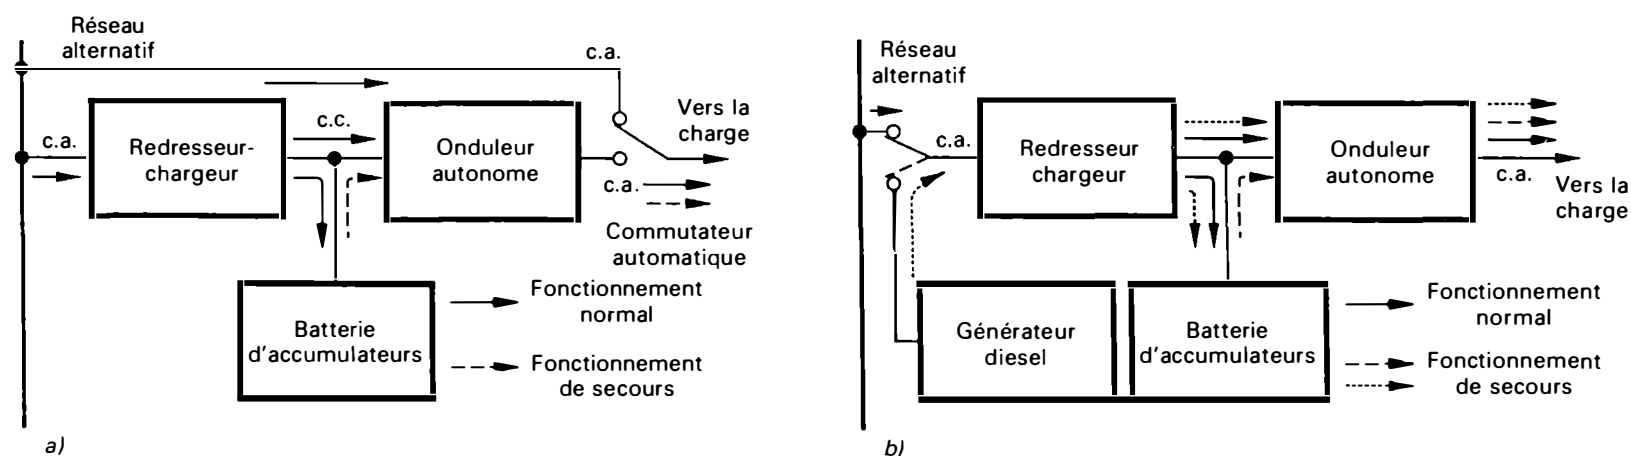 Réseau
alternatif
c.a.
c.a.
Redresseur-
chargeur
c.c.
Onduleur
autonome
Vers la
charge
c.a.
Commutateur
automatique
Batterie
d'accumulateurs
Fonctionnement
normal
Fonctionnement
de secours
a)
Réseau
alternatif
c.a.
Redresseur
chargeur
Onduleur
autonome
c.a.
Vers la
charge
Générateur
diesel
Batterie
d'accumulateurs
Fonctionnement
normal
Fonctionnement
de secours
b)